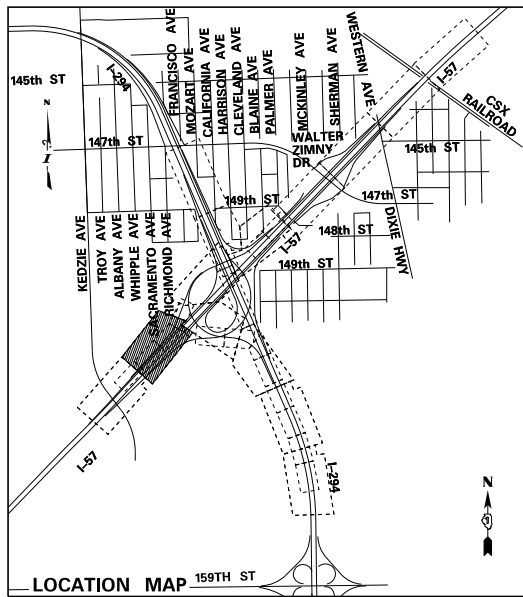 145th ST
I-294
FRANCISCO AVE
MOZART AVE
CALIFORNIA AVE
HARRISON AVE
CLEVELAND AVE
BLAINE AVE
PALMER AVE
MCKINLEY AVE
SHERMAN AVE
WESTERN AVE
I-57
CSX
RAILROAD
N
147th ST
WALTER
ZIMNY
DR
145th ST
149th ST
147th ST
I-57
148th ST
149th ST
DIXIE HWY
KEDZIE AVE
TROY AVE
ALBANY AVE
WHIPPLE AVE
SACRAMENTO AVE
RICHMOND AVE
I-57
I-294
N
LOCATION MAP
159TH ST